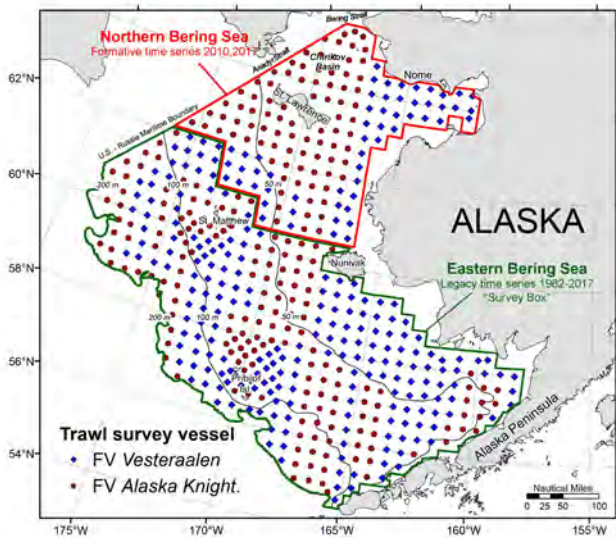 Northern Bering Sea
Formative time series 2010,2017
Bering Sea
Anadyr Strait
Chirikov
Basin
Nome
St. Lawrence
U.S. - Russia Maritime Boundary
62°N
60°N
58°N
56°N
54°N
200 m
100 m
50 m
St. Matthew
ALASKA
Nunivak
Eastern Bering Sea
Legacy time series 1982-2017
"Survey Box"
200 m
100 m
50 m
Pribilof
Isl.
Alaska Peninsula
Trawl survey vessel
FV Vesteraalen
FV Alaska Knight.
Nautical Miles
0 25 50 100
175°W
170°W
165°W
160°W
155°W